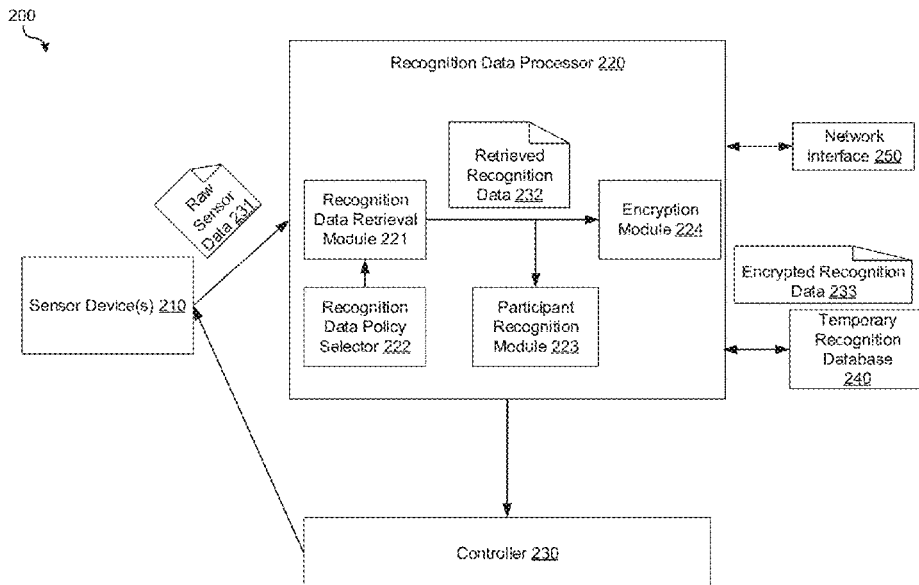 200
Recognition Data Processor 220
Raw
Sensor
Data 231
Retrieved
Recognition
Data 232
Network
Interface 250
Recognition
Data Retrieval
Module 221
Encryption
Module 224
Sensor Device(s) 210
Encrypted Recognition
Data 233
Recognition
Data Policy
Selector 222
Participant
Recognition
Module 223
Temporary
Recognition
Database
240
Controller 230